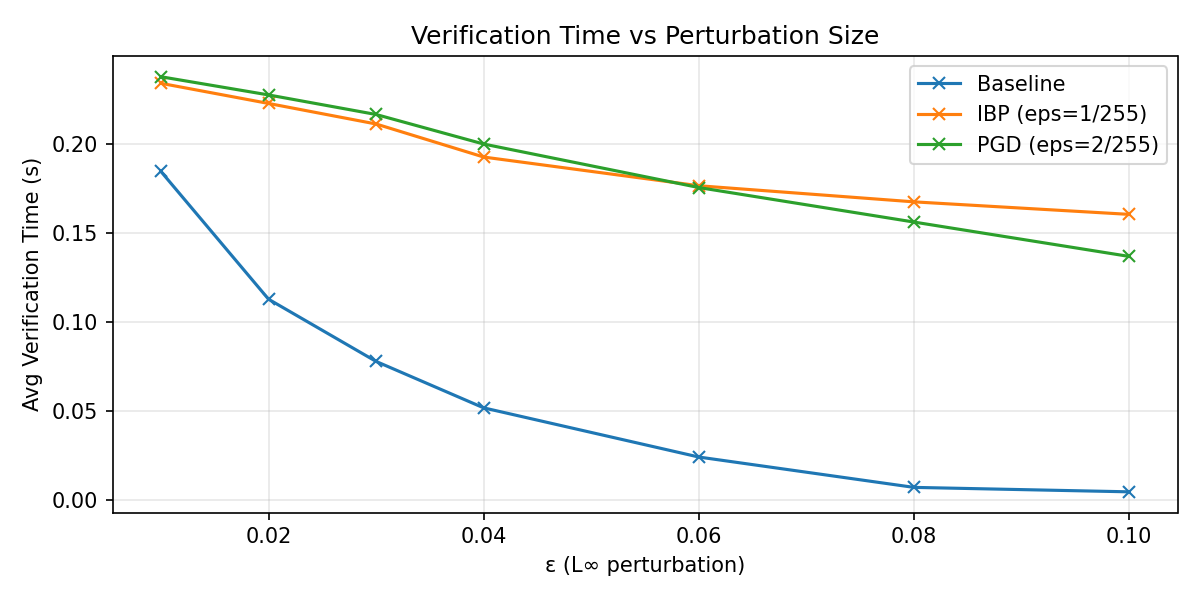 Verification Time vs Perturbation Size
Baseline
IBP (eps=1/255)
PGD (eps=2/255)
Avg Verification Time (s)
0.20
0.15
0.10
0.05
0.00
0.02
0.04
0.06
0.08
0.10
ε (L∞ perturbation)